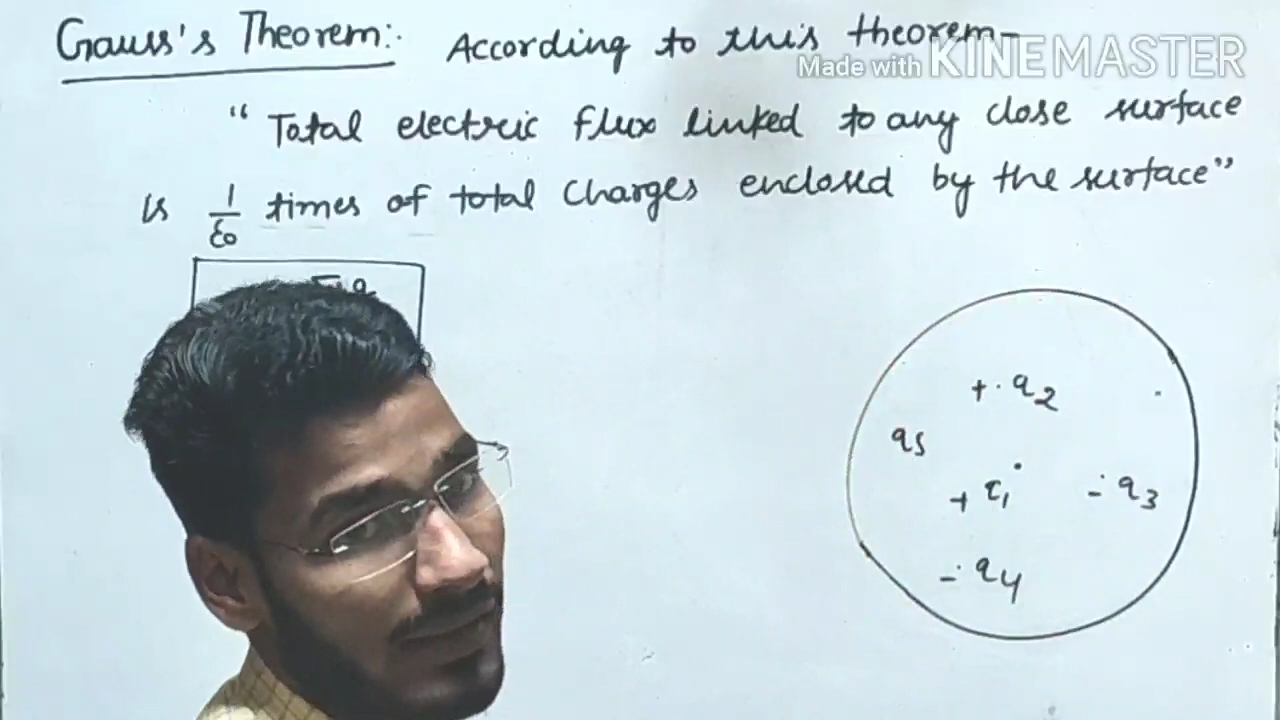 Gauss's Theorem:- According to this theorem-
Made with KINEMASTER
"Total electric flux linked to any close surface
is 1/ε0 times of total charges enclosed by the surface"
+ q2
q5
- q3
- q4